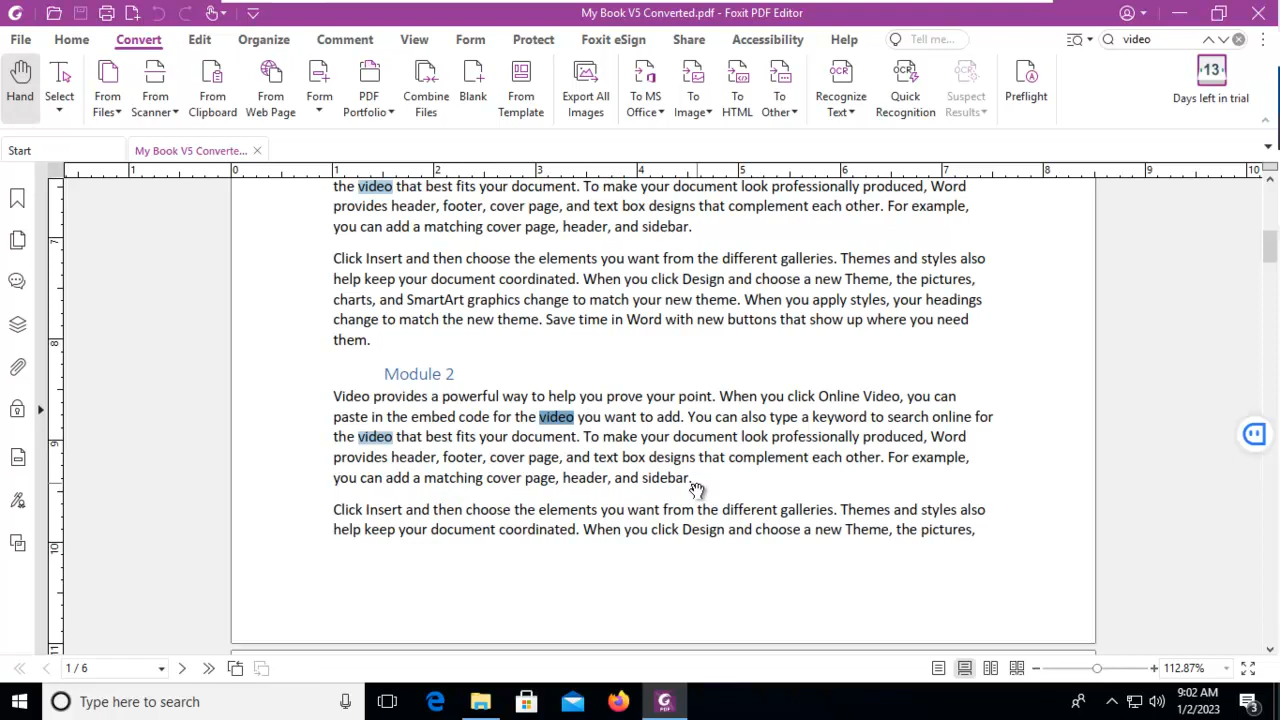 My Book V5 Converted.pdf - Foxit PDF Editor
File Home Convert Edit Organize Comment View Form Protect Foxit eSign Share Accessibility Help Tell me... video
Hand Select From Files From Scanner From Clipboard From Web Page Form PDF Portfolio Combine Files Blank From Template Export All Images To MS Office To Image To HTML To Other OCR Recognize Text OCR Quick Recognition OCR Suspect Results Preflight 13 Days left in trial
Start My Book V5 Converte...
0 1 2 3 4 5 6 7 8 9 10
the video that best fits your document. To make your document look professionally produced, Word
provides header, footer, cover page, and text box designs that complement each other. For example,
you can add a matching cover page, header, and sidebar.
Click Insert and then choose the elements you want from the different galleries. Themes and styles also
help keep your document coordinated. When you click Design and choose a new Theme, the pictures,
charts, and SmartArt graphics change to match your new theme. When you apply styles, your headings
change to match the new theme. Save time in Word with new buttons that show up where you need
them.
Module 2
Video provides a powerful way to help you prove your point. When you click Online Video, you can
paste in the embed code for the video you want to add. You can also type a keyword to search online for
the video that best fits your document. To make your document look professionally produced, Word
provides header, footer, cover page, and text box designs that complement each other. For example,
you can add a matching cover page, header, and sidebar.
Click Insert and then choose the elements you want from the different galleries. Themes and styles also
help keep your document coordinated. When you click Design and choose a new Theme, the pictures,
1 / 6 112.87%
Type here to search PDF 9:02 AM
1/2/2023 3